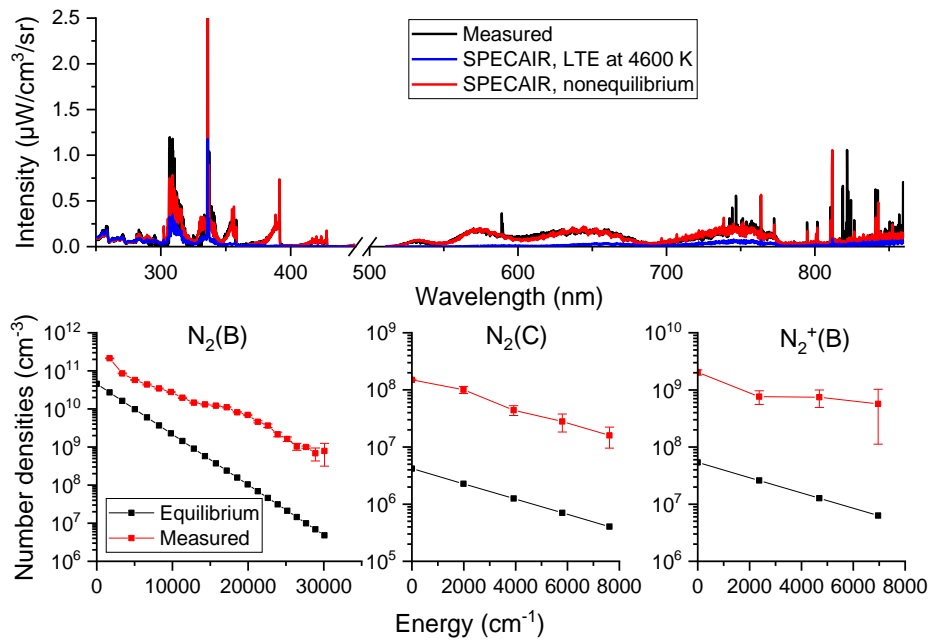 2.5
2.0
1.5
1.0
0.5
0.0
Intensity (µW/cm³/sr)
Measured
SPECAIR, LTE at 4600 K
SPECAIR, nonequilibrium
300 400 500 600 700 800
Wavelength (nm)
N₂(B)
10¹²
10¹¹
10¹⁰
10⁹
10⁸
10⁷
10⁶
Number densities (cm⁻³)
Equilibrium
Measured
0 10000 20000 30000
N₂(C)
10⁹
10⁸
10⁷
10⁶
10⁵
0 2000 4000 6000 8000
N₂⁺(B)
10¹⁰
10⁹
10⁸
10⁷
10⁶
0 2000 4000 6000 8000
Energy (cm⁻¹)